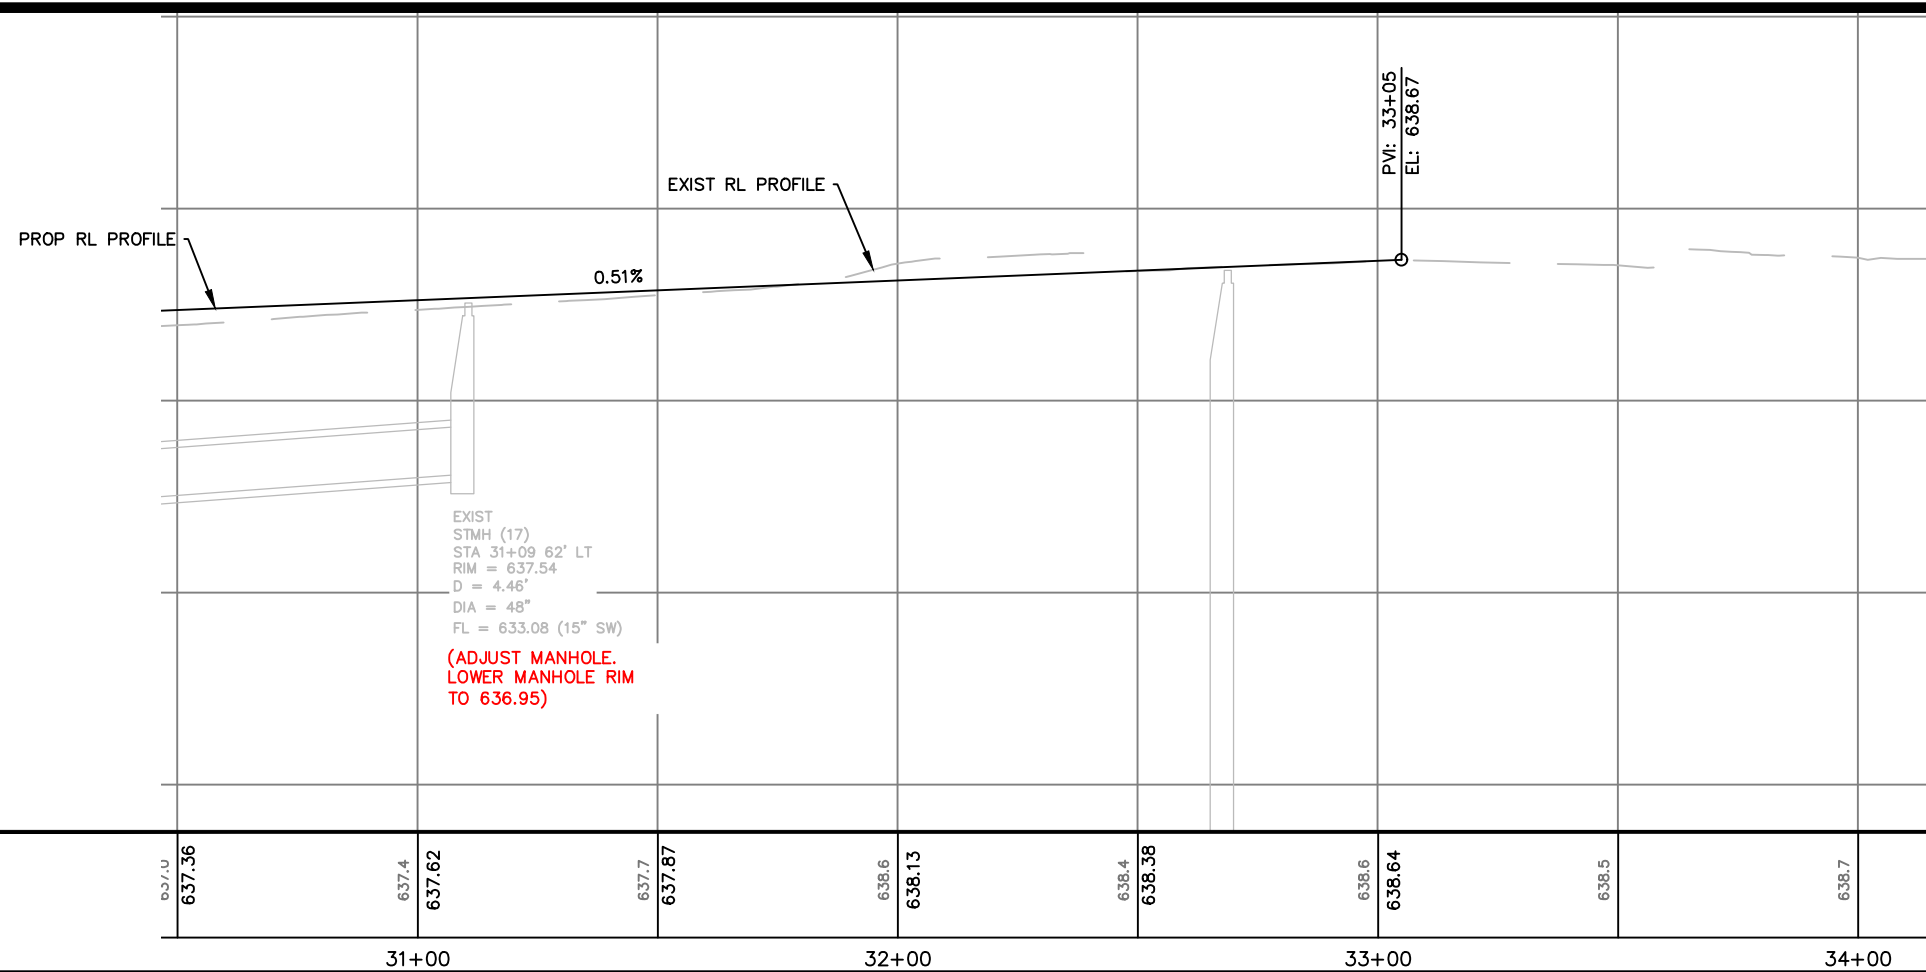 PVI: 33+05
EL: 638.67
EXIST RL PROFILE
PROP RL PROFILE
0.51%
EXIST
STMH (17)
STA 31+09 62' LT
RIM = 637.54
D = 4.46'
DIA = 48"
FL = 633.08 (15" SW)
(ADJUST MANHOLE.
LOWER MANHOLE RIM
TO 636.95)
637.36
637.4
637.62
637.7
637.87
638.6
638.13
638.4
638.38
638.6
638.64
638.5
638.7
31+00
32+00
33+00
34+00